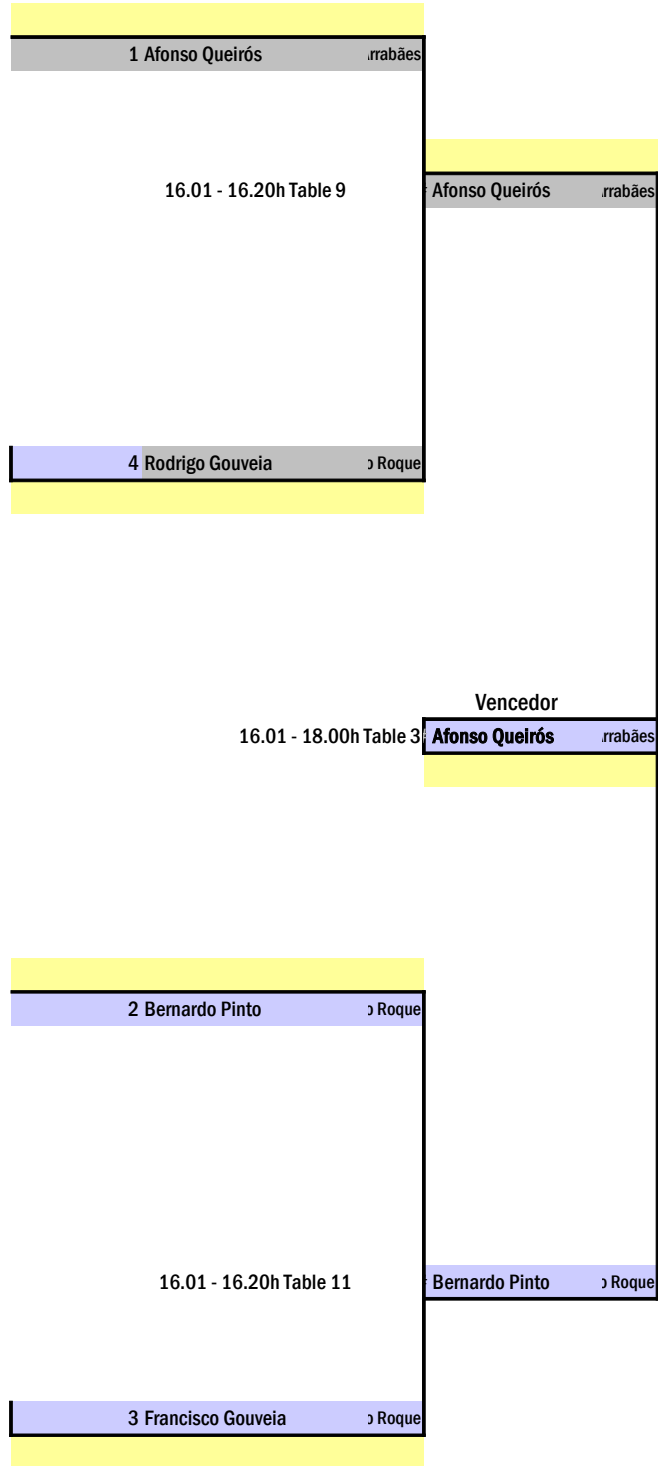 1 Afonso Queirós rrabães
16.01 - 16.20h Table 9
Afonso Queirós rrabães
4 Rodrigo Gouveia o Roque
Vencedor
16.01 - 18.00h Table 3 Afonso Queirós rrabães
2 Bernardo Pinto o Roque
16.01 - 16.20h Table 11
Bernardo Pinto o Roque
3 Francisco Gouveia o Roque